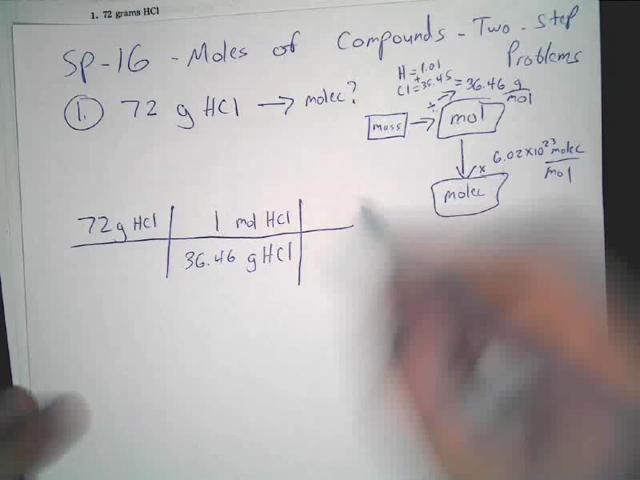 1. 72 grams HCl
SP-16 - Moles of Compounds - Two-Step
Problems
H = 1.01
+
Cl = 35.45
= 36.46 g
mol
1. 72 g HCl → molec?
÷
mass → mol
x 6.02x10²³ molec
mol
molec
72 g HCl 1 mol HCl
36.46 g HCl